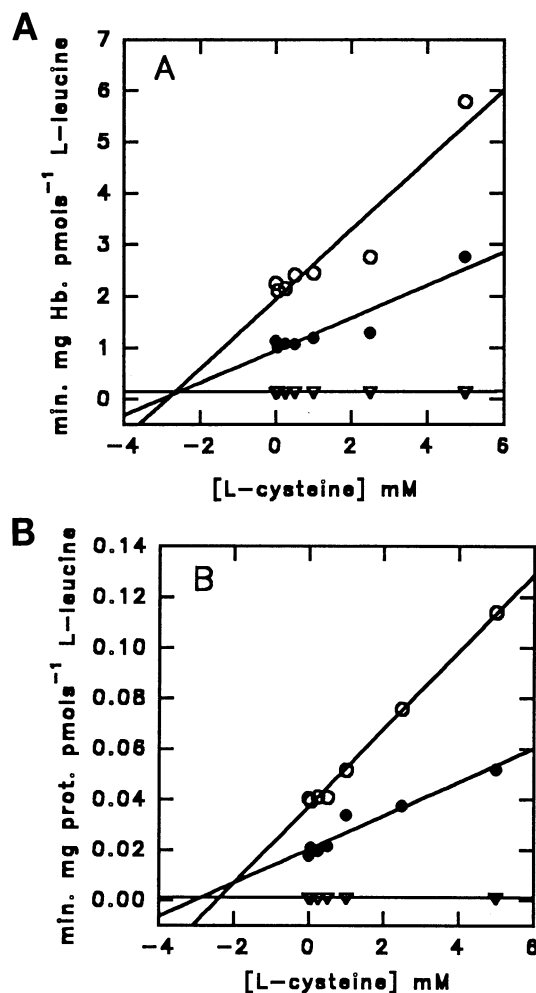 A
A
7
6
5
4
3
2
1
0
min. mg Hb. pmols⁻¹ L-leucine
-4 -2 0 2 4 6
[L-cysteine] mM
B
B
0.14
0.12
0.10
0.08
0.06
0.04
0.02
0.00
min. mg prot. pmols⁻¹ L-leucine
-4 -2 0 2 4 6
[L-cysteine] mM